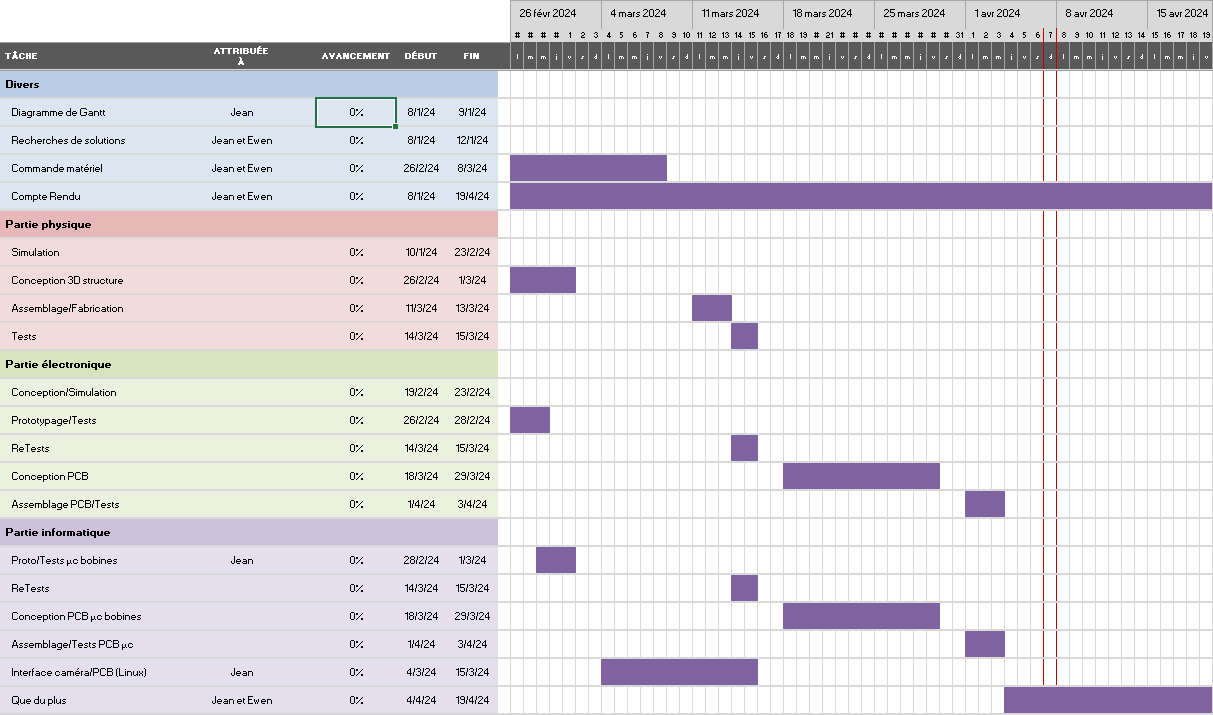 26 févr 2024 4 mars 2024 11 mars 2024 18 mars 2024 25 mars 2024 1 avr 2024 8 avr 2024 15 avr 2024
# # # # 1 2 3 4 5 6 7 8 9 10 11 12 13 14 15 16 17 18 19 # 21 # # # # # # # # # 31 1 2 3 4 5 6 7 8 9 10 11 12 13 14 15 16 17 18 19
TÂCHE ATTRIBUÉE À AVANCEMENT DÉBUT FIN l m m j v s d l m m j v s d l m m j v s d l m m j v s d l m m j v s d l m m j v s d l m m j v s d l m m j v
Divers
Diagramme de Gantt Jean 0% 8/1/24 9/1/24
Recherches de solutions Jean et Ewen 0% 8/1/24 12/1/24
Commande matériel Jean et Ewen 0% 26/2/24 8/3/24
Compte Rendu Jean et Ewen 0% 8/1/24 19/4/24
Partie physique
Simulation 0% 10/1/24 23/2/24
Conception 3D structure 0% 26/2/24 1/3/24
Assemblage/Fabrication 0% 11/3/24 13/3/24
Tests 0% 14/3/24 15/3/24
Partie électronique
Conception/Simulation 0% 19/2/24 23/2/24
Prototypage/Tests 0% 26/2/24 28/2/24
ReTests 0% 14/3/24 15/3/24
Conception PCB 0% 18/3/24 29/3/24
Assemblage PCB/Tests 0% 1/4/24 3/4/24
Partie informatique
Proto/Tests µc bobines Jean 0% 28/2/24 1/3/24
ReTests 0% 14/3/24 15/3/24
Conception PCB µc bobines 0% 18/3/24 29/3/24
Assemblage/Tests PCB µc 0% 1/4/24 3/4/24
Interface caméra/PCB (Linux) Jean 0% 4/3/24 15/3/24
Que du plus Jean et Ewen 0% 4/4/24 19/4/24